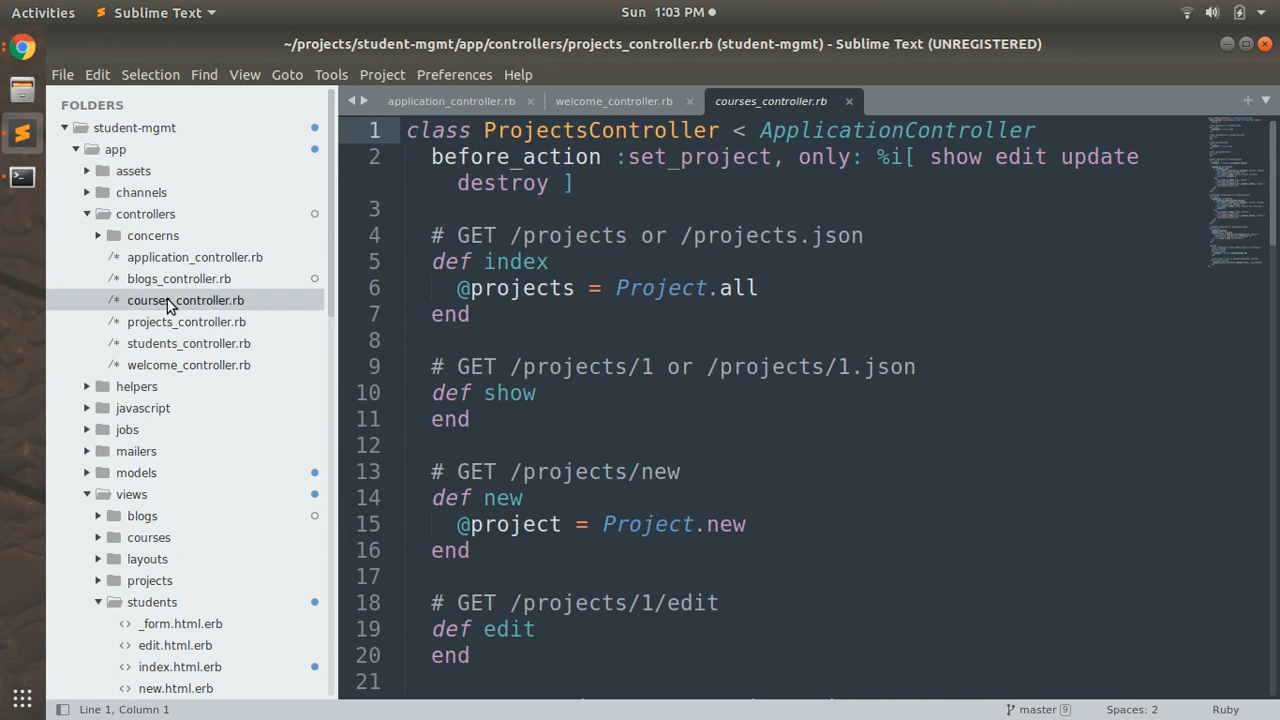 Activities Sublime Text Sun 1:03 PM
~/projects/student-mgmt/app/controllers/projects_controller.rb (student-mgmt) - Sublime Text (UNREGISTERED)
File Edit Selection Find View Goto Tools Project Preferences Help
FOLDERS
student-mgmt
app
assets
channels
controllers
concerns
/* application_controller.rb
/* blogs_controller.rb
/* courses_controller.rb
/* projects_controller.rb
/* students_controller.rb
/* welcome_controller.rb
helpers
javascript
jobs
mailers
models
views
blogs
courses
layouts
projects
students
<> _form.html.erb
<> edit.html.erb
<> index.html.erb
<> new.html.erb
application_controller.rb × welcome_controller.rb × courses_controller.rb ×
1 class ProjectsController < ApplicationController
2 before_action :set_project, only: %i[ show edit update
destroy ]
3
4 # GET /projects or /projects.json
5 def index
6 @projects = Project.all
7 end
8
9 # GET /projects/1 or /projects/1.json
10 def show
11 end
12
13 # GET /projects/new
14 def new
15 @project = Project.new
16 end
17
18 # GET /projects/1/edit
19 def edit
20 end
21
Line 1, Column 1 master 9 Spaces: 2 Ruby